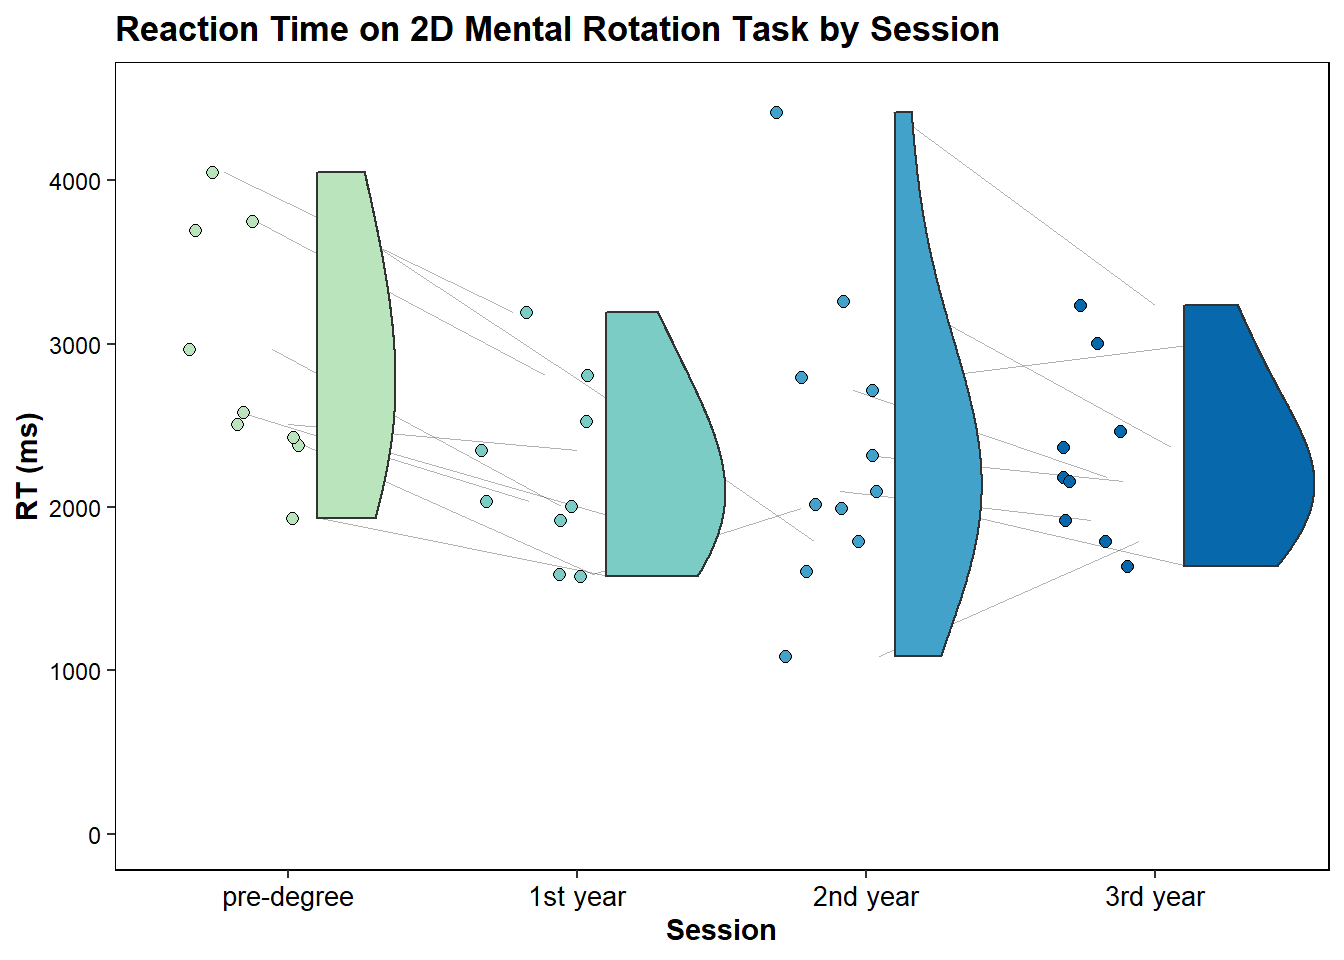 Reaction Time on 2D Mental Rotation Task by Session
RT (ms)
4000
3000
2000
1000
0
pre-degree
1st year
2nd year
3rd year
Session